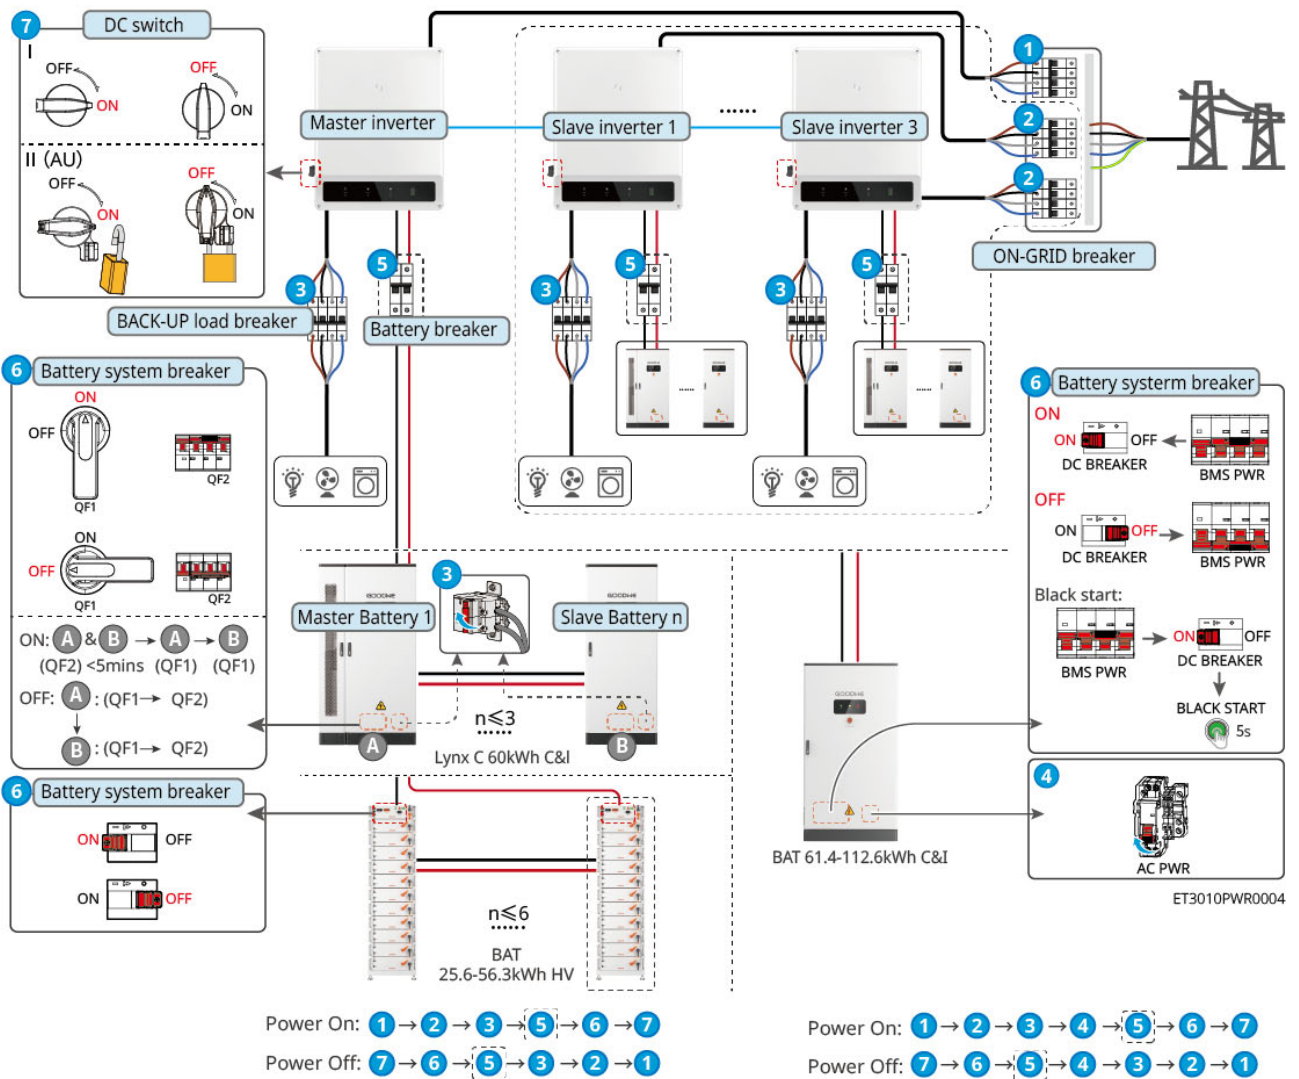 7 DC switch
I
OFF
ON
OFF
ON
II (AU)
OFF
ON
OFF
ON
Master inverter
Slave inverter 1
......
Slave inverter 3
1
2
2
ON-GRID breaker
3
5
3
5
3
5
BACK-UP load breaker
Battery breaker
......
......
6 Battery system breaker
ON
OFF
QF1
QF2
ON
OFF
QF1
QF2
ON: A & B → A → B
(QF2) <5mins (QF1) (QF1)
OFF: A : (QF1→ QF2)
↓
B : (QF1→ QF2)
6 Battery system breaker
ON OFF
ON OFF
GOODWE
Master Battery 1
3
GOODWE
Slave Battery n
A
B
n≤3
......
Lynx C 60kWh C&I
n≤6
......
BAT
25.6-56.3kWh HV
GOODWE
BAT 61.4-112.6kWh C&I
6 Battery systerm breaker
ON
ON OFF
DC BREAKER
BMS PWR
OFF
ON OFF
DC BREAKER
BMS PWR
Black start:
BMS PWR
ON OFF
DC BREAKER
BLACK START
5s
4
AC PWR
ET3010PWR0004
Power On: 1 → 2 → 3 → 5 → 6 → 7
Power Off: 7 → 6 → 5 → 3 → 2 → 1
Power On: 1 → 2 → 3 → 4 → 5 → 6 → 7
Power Off: 7 → 6 → 5 → 4 → 3 → 2 → 1